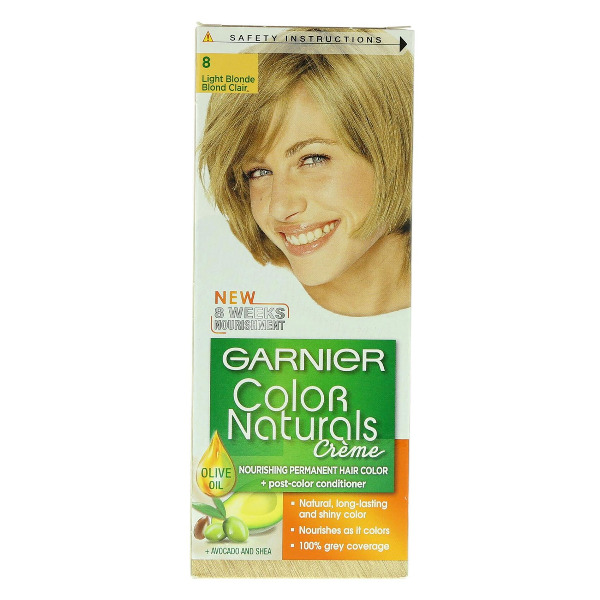 SAFETY INSTRUCTIONS
8
Light Blonde
Blond Clair.
NEW
8 WEEKS
NOURISHMENT
GARNIER
Color
Naturals
Crème
NOURISHING PERMANENT HAIR COLOR
+ post-color conditioner
OLIVE
OIL
• Natural, long-lasting
and shiny color
• Nourishes as it colors
• 100% grey coverage
+ AVOCADO AND SHEA